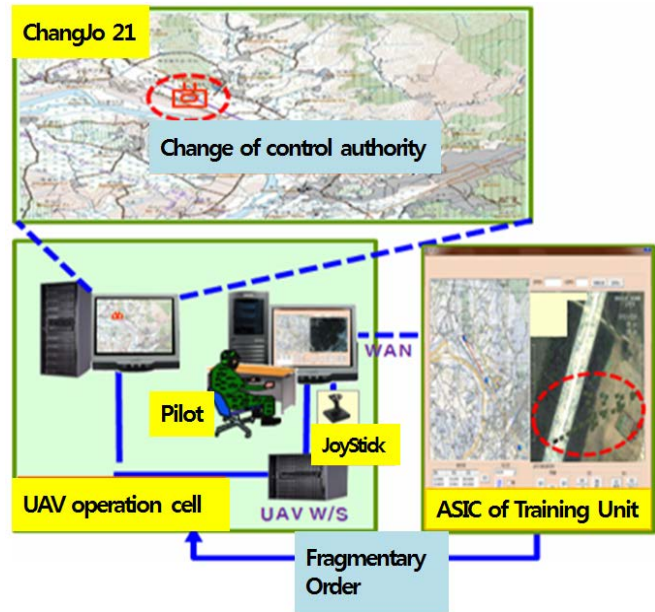 ChangJo 21
Change of control authority
WAN
Pilot
JoyStick
UAV operation cell
UAV W/S
ASIC of Training Unit
Fragmentary
Order